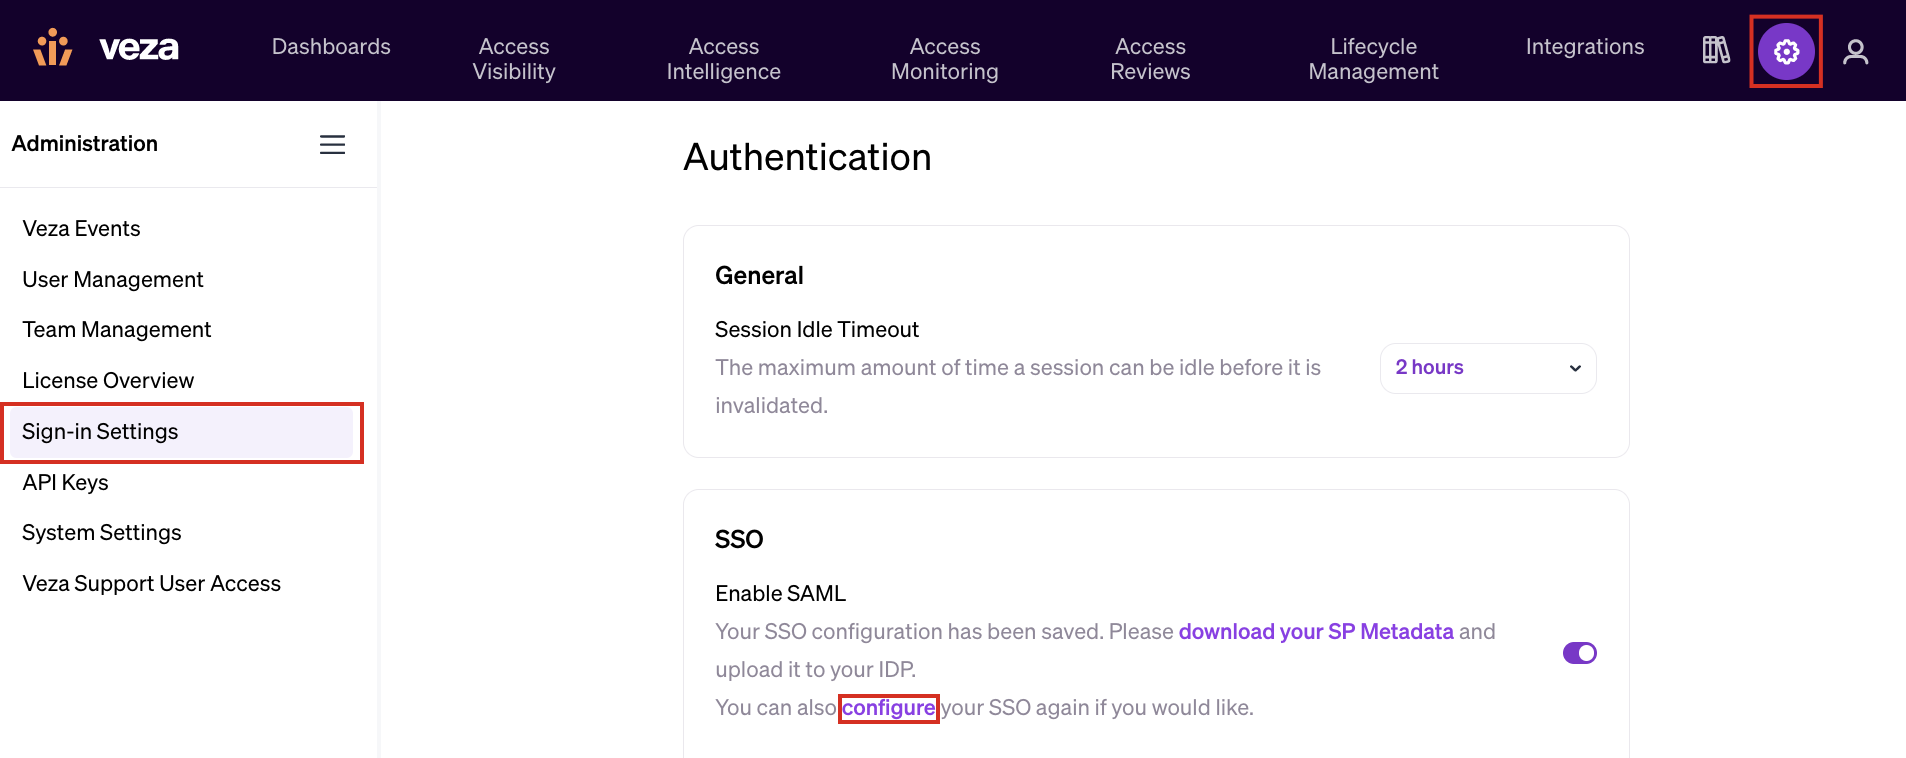 veza
Dashboards
Access
Visibility
Access
Intelligence
Access
Monitoring
Access
Reviews
Lifecycle
Management
Integrations
Administration
Veza Events
User Management
Team Management
License Overview
Sign-in Settings
API Keys
System Settings
Veza Support User Access
Authentication
General
Session Idle Timeout
The maximum amount of time a session can be idle before it is
invalidated.
2 hours
SSO
Enable SAML
Your SSO configuration has been saved. Please download your SP Metadata and
upload it to your IDP.
You can also configure your SSO again if you would like.